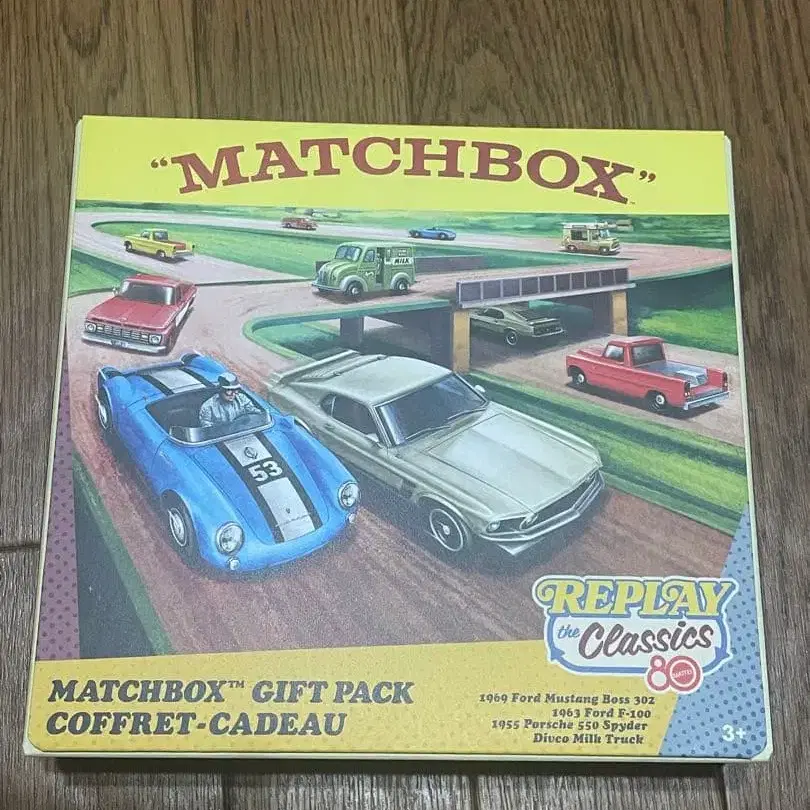 "MATCHBOX"
MILK
53
REPLAY
the Classics
80
MATTEL
MATCHBOX™ GIFT PACK
COFFRET-CADEAU
1969 Ford Mustang Boss 302
1963 Ford F-100
1955 Porsche 550 Spyder
Divco Milk Truck
3+